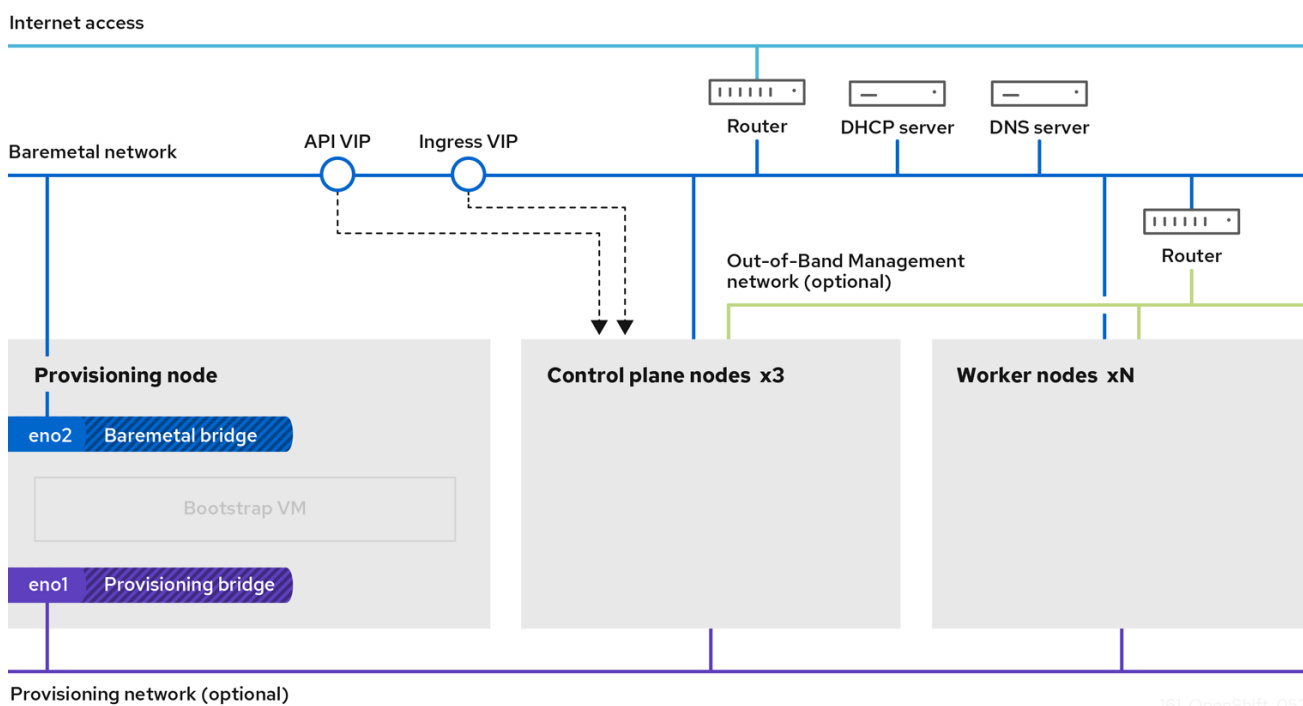 Internet access
Router
DHCP server
DNS server
Baremetal network
API VIP
Ingress VIP
Router
Out-of-Band Management
network (optional)
Provisioning node
eno2
Baremetal bridge
Bootstrap VM
eno1
Provisioning bridge
Control plane nodes x3
Worker nodes xN
Provisioning network (optional)